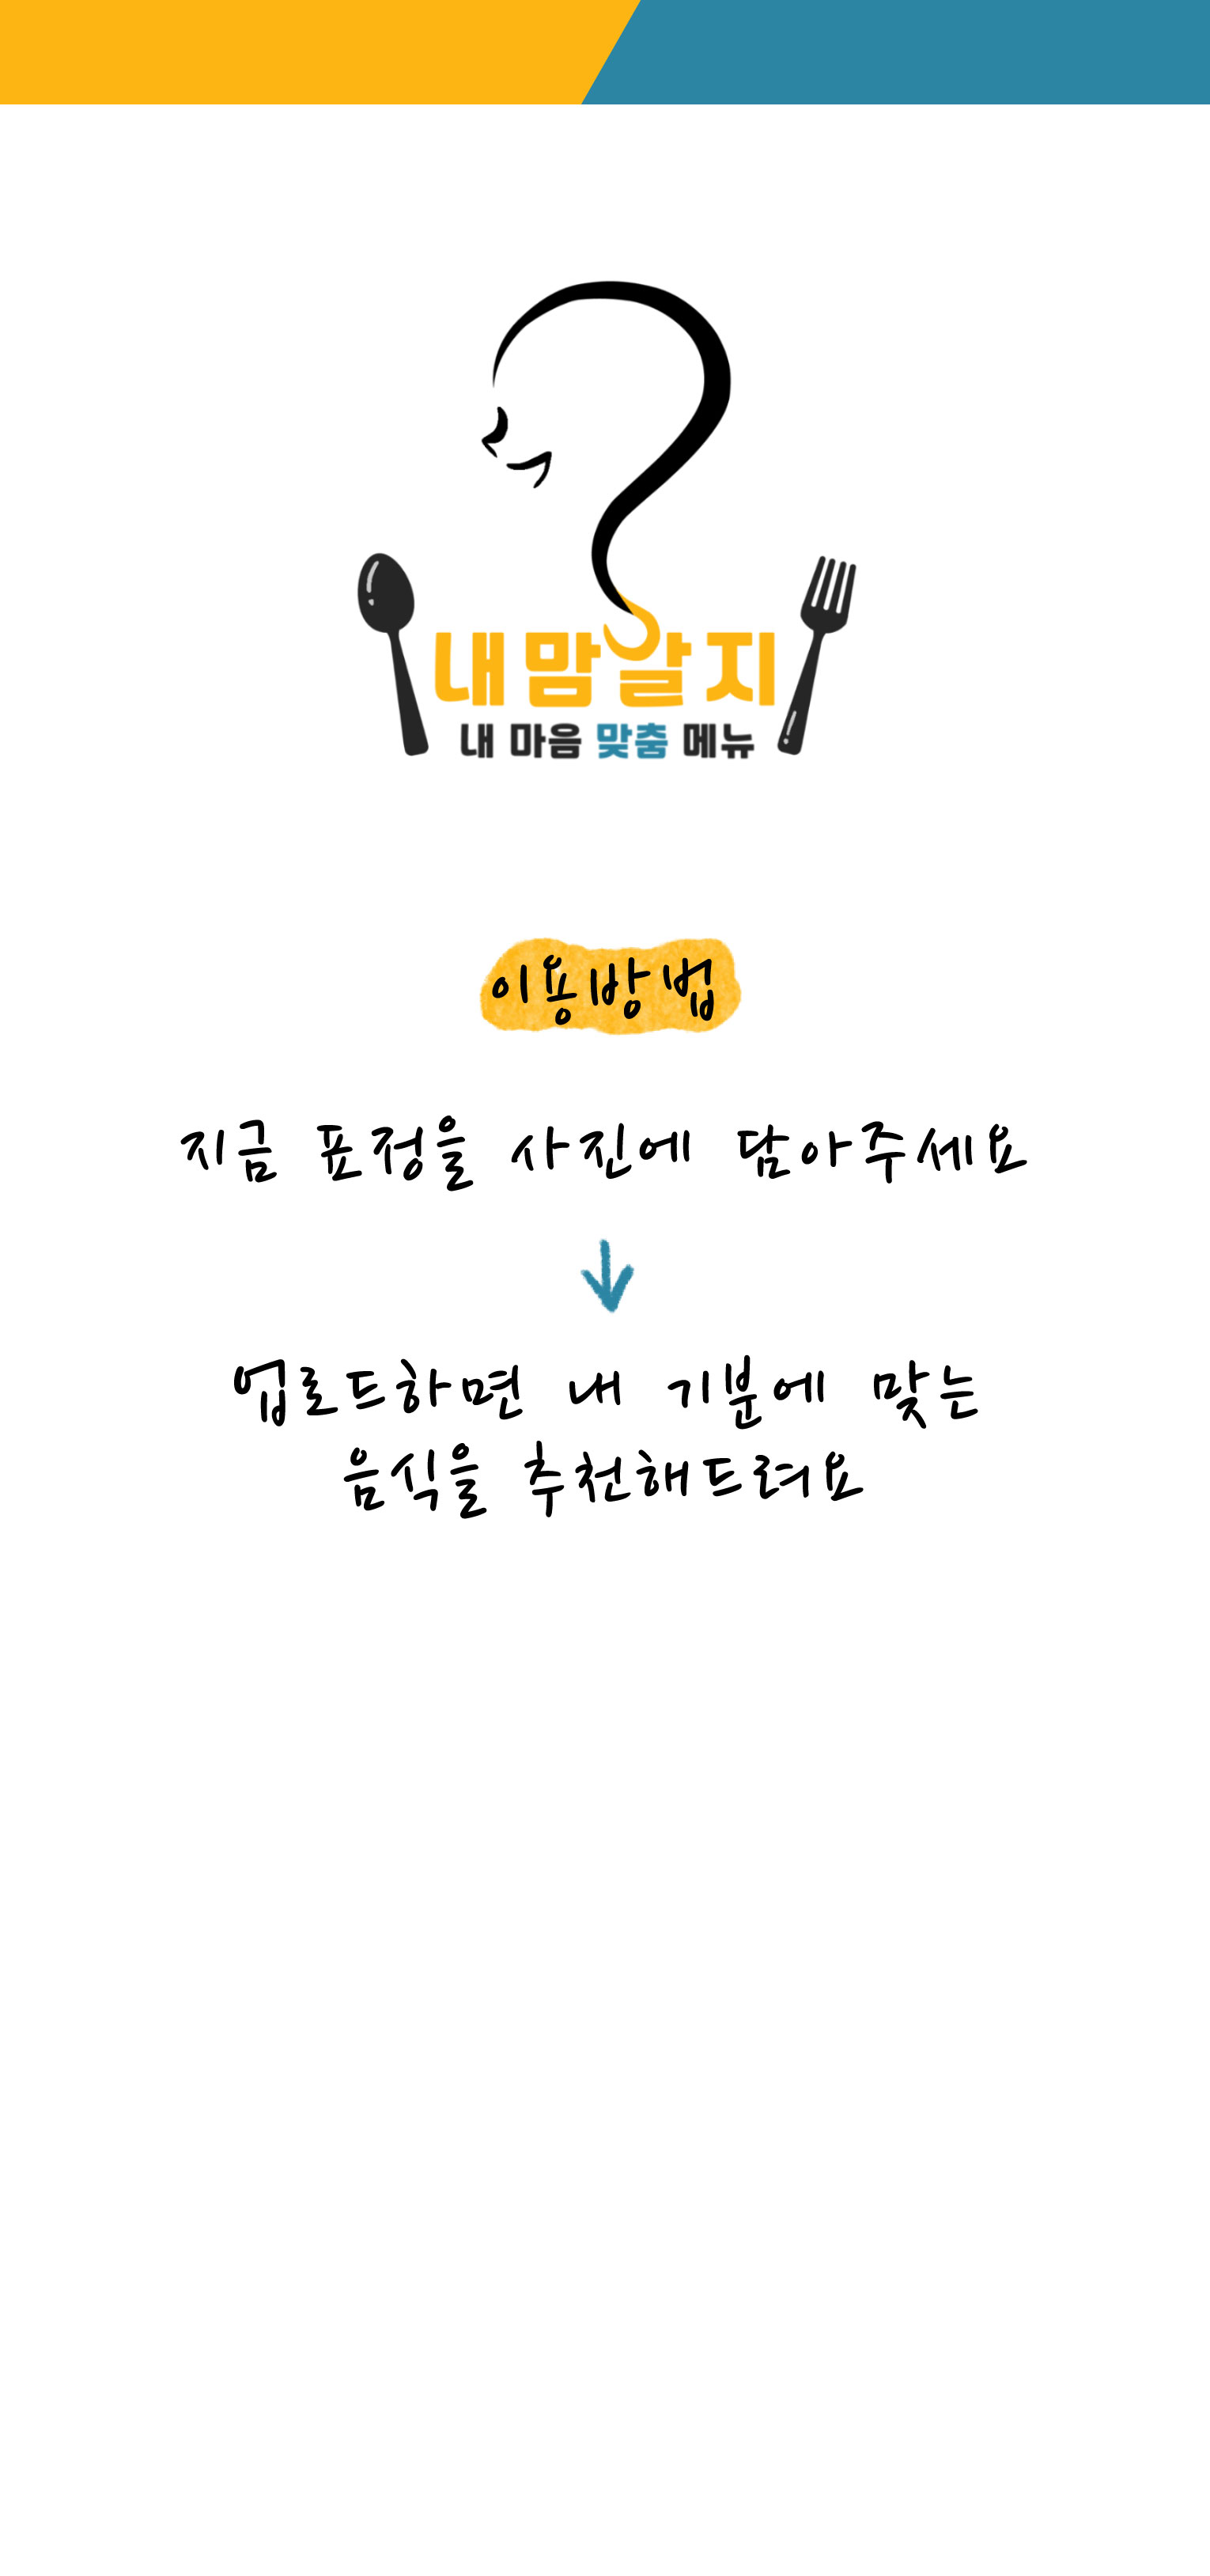 내맘알지
내 마음 맞춤 메뉴
이용방법
지금 표정을 사진에 담아주세요
업로드하면 내 기분에 맞는
음식을 추천해드려요